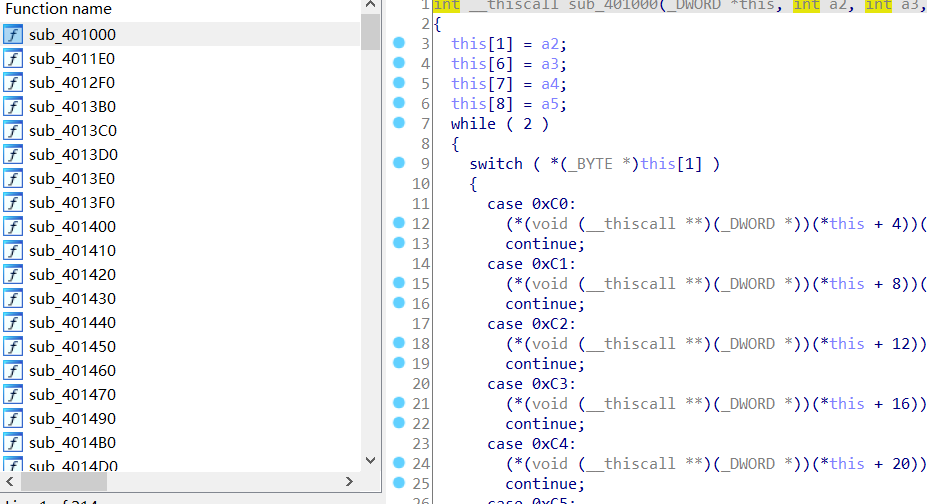 Function name
sub_401000
sub_4011E0
sub_4012F0
sub_4013B0
sub_4013C0
sub_4013D0
sub_4013E0
sub_4013F0
sub_401400
sub_401410
sub_401420
sub_401430
sub_401440
sub_401450
sub_401460
sub_401470
sub_401490
sub_4014B0
sub_4014D0
1 int __thiscall sub_401000(_DWORD *this, int a2, int a3,
2 {
3 this[1] = a2;
4 this[6] = a3;
5 this[7] = a4;
6 this[8] = a5;
7 while ( 2 )
8 {
9 switch ( *(_BYTE *)this[1] )
10 {
11 case 0xC0:
12 (*(void (__thiscall **)(_DWORD *))(*this + 4))(
13 continue;
14 case 0xC1:
15 (*(void (__thiscall **)(_DWORD *))(*this + 8))(
16 continue;
17 case 0xC2:
18 (*(void (__thiscall **)(_DWORD *))(*this + 12))
19 continue;
20 case 0xC3:
21 (*(void (__thiscall **)(_DWORD *))(*this + 16))
22 continue;
23 case 0xC4:
24 (*(void (__thiscall **)(_DWORD *))(*this + 20))
25 continue;
26 case 0xC5: